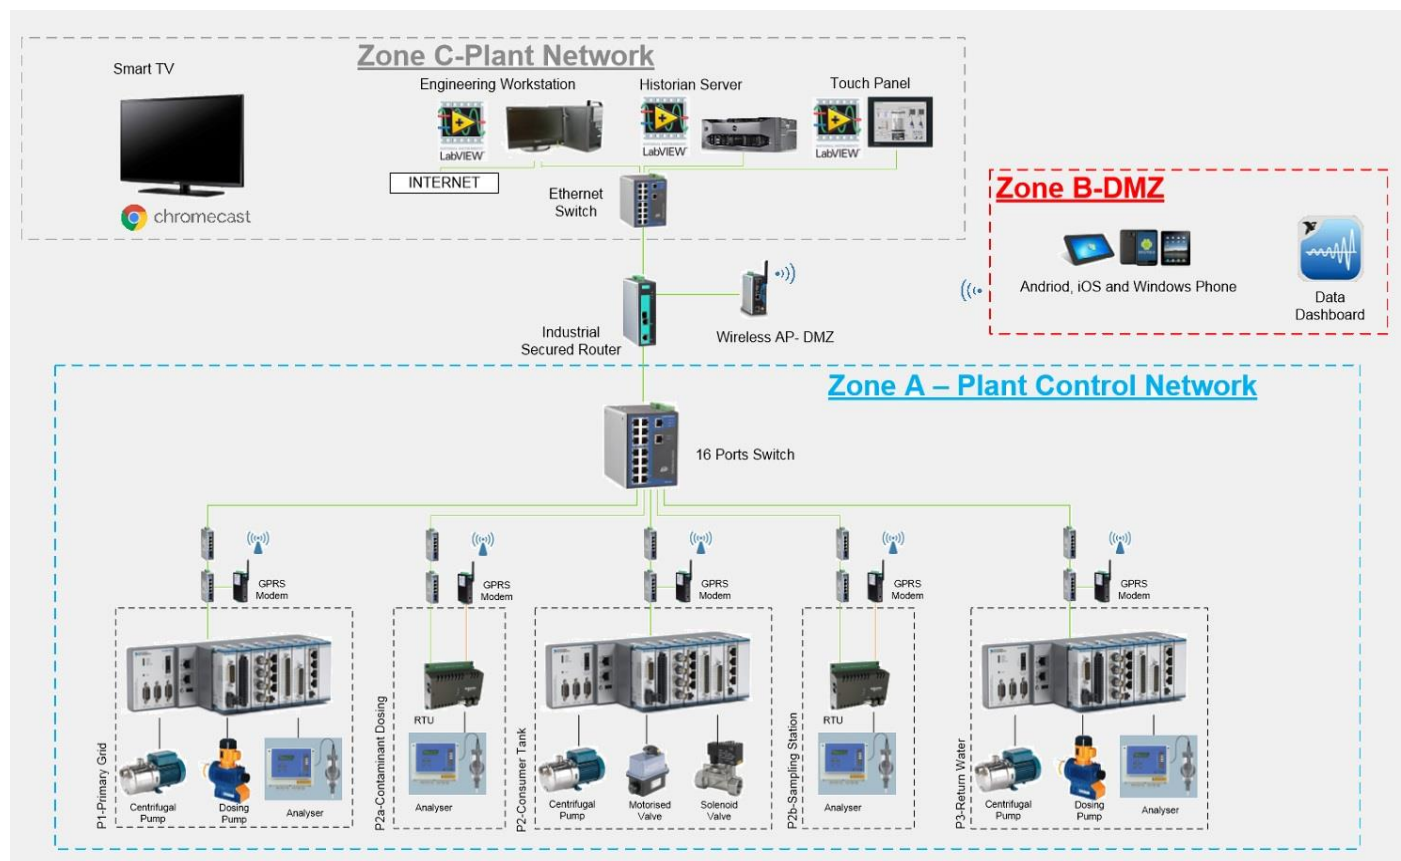 Zone C-Plant Network
Smart TV
chromecast
Engineering Workstation
LabVIEW
INTERNET
Historian Server
LabVIEW
Touch Panel
LabVIEW
Ethernet
Switch
Zone B-DMZ
Andriod, iOS and Windows Phone
Data
Dashboard
Industrial
Secured Router
Wireless AP- DMZ
Zone A – Plant Control Network
16 Ports Switch
GPRS
Modem
GPRS
Modem
GPRS
Modem
GPRS
Modem
GPRS
Modem
P1-Primary Grid
Centrifugal
Pump
Dosing
Pump
Analyser
P2a-Contaminant Dosing
RTU
Analyser
P2-Consumer Tank
Centrifugal
Pump
Motorised
Valve
Solenoid
Valve
P2b-Sampling Station
RTU
Analyser
P3-Return Water
Centrifugal
Pump
Dosing
Pump
Analyser